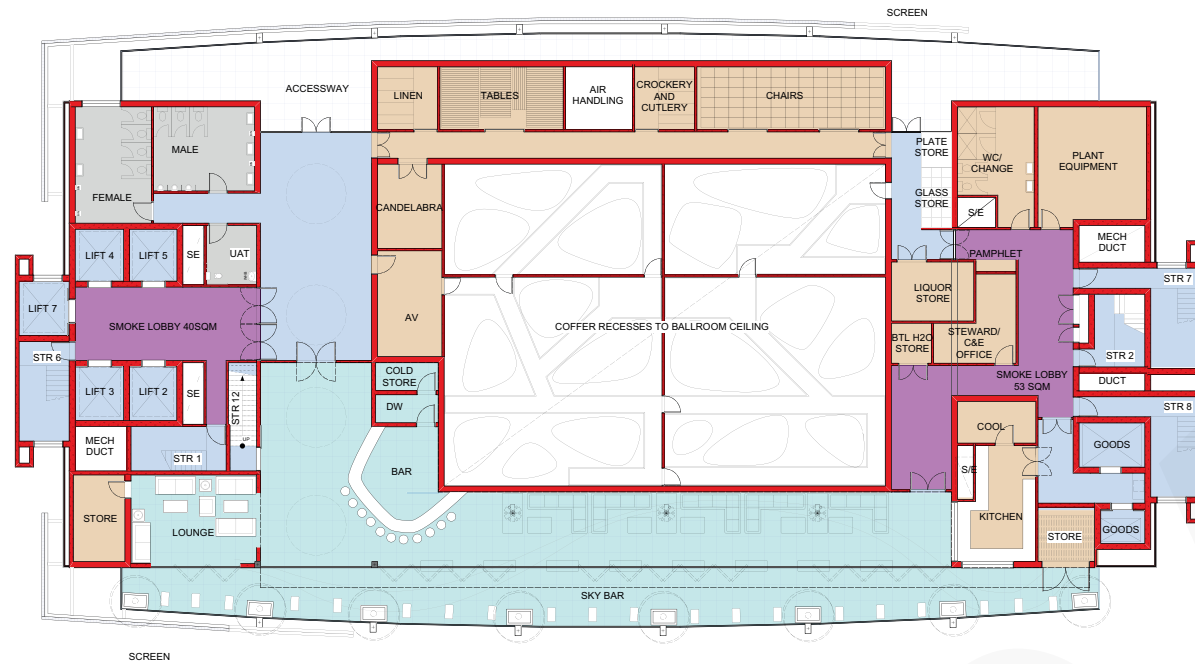 SCREEN
ACCESSWAY
LINEN
TABLES
AIR
HANDLING
CROCKERY
AND
CUTLERY
CHAIRS
MALE
FEMALE
PLATE
STORE
GLASS
STORE
WC/
CHANGE
PLANT
EQUIPMENT
CANDELABRA
S/E
LIFT 4
LIFT 5
SE
UAT
PAMPHLET
MECH
DUCT
STR 7
LIFT 7
SMOKE LOBBY 40SQM
AV
COFFER RECESSES TO BALLROOM CEILING
LIQUOR
STORE
BTL H2O
STORE
STEWARD/
C&E
OFFICE
STR 6
STR 2
SMOKE LOBBY
53 SQM
DUCT
LIFT 3
LIFT 2
SE
STR 12
UP
COLD
STORE
DW
STR 8
COOL
MECH
DUCT
STR 1
BAR
GOODS
S/E
STORE
LOUNGE
KITCHEN
STORE
GOODS
SKY BAR
SCREEN